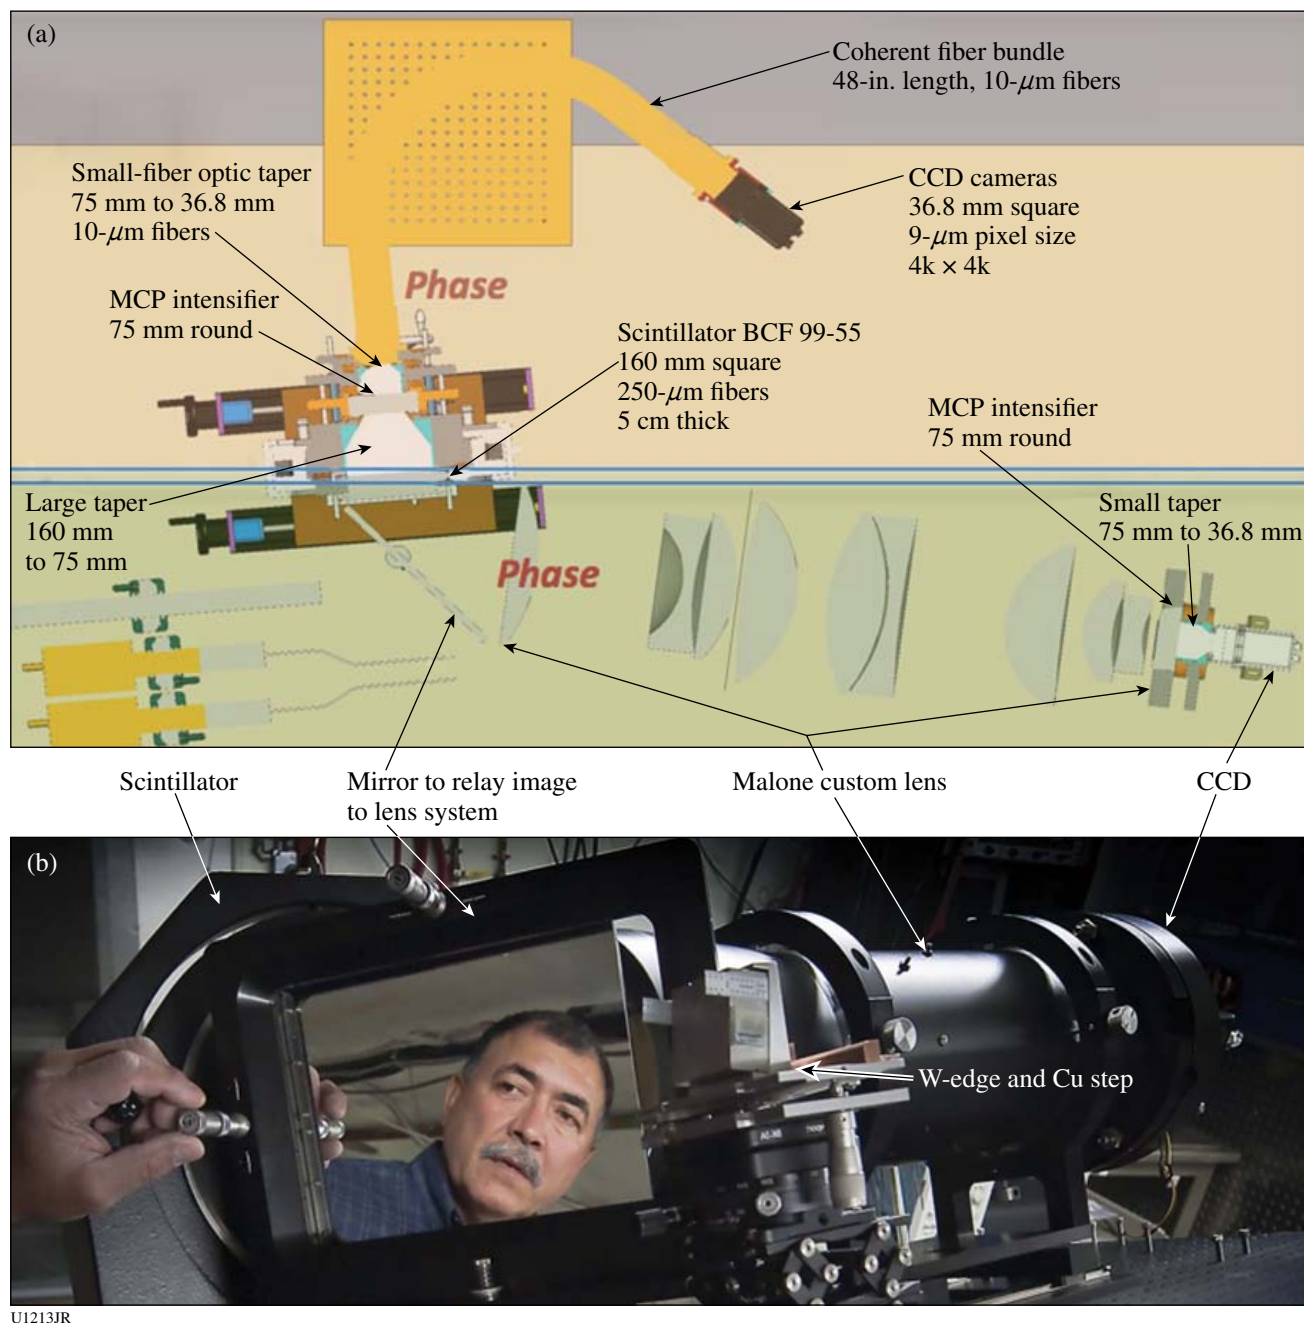 (a)
Coherent fiber bundle
48-in. length, 10-μm fibers
Small-fiber optic taper
75 mm to 36.8 mm
10-μm fibers
CCD cameras
36.8 mm square
9-μm pixel size
4k × 4k
Phase
MCP intensifier
75 mm round
Scintillator BCF 99-55
160 mm square
250-μm fibers
5 cm thick
MCP intensifier
75 mm round
Large taper
160 mm
to 75 mm
Small taper
75 mm to 36.8 mm
Phase
Scintillator
Mirror to relay image
to lens system
Malone custom lens
CCD
(b)
W-edge and Cu step
U1213JR